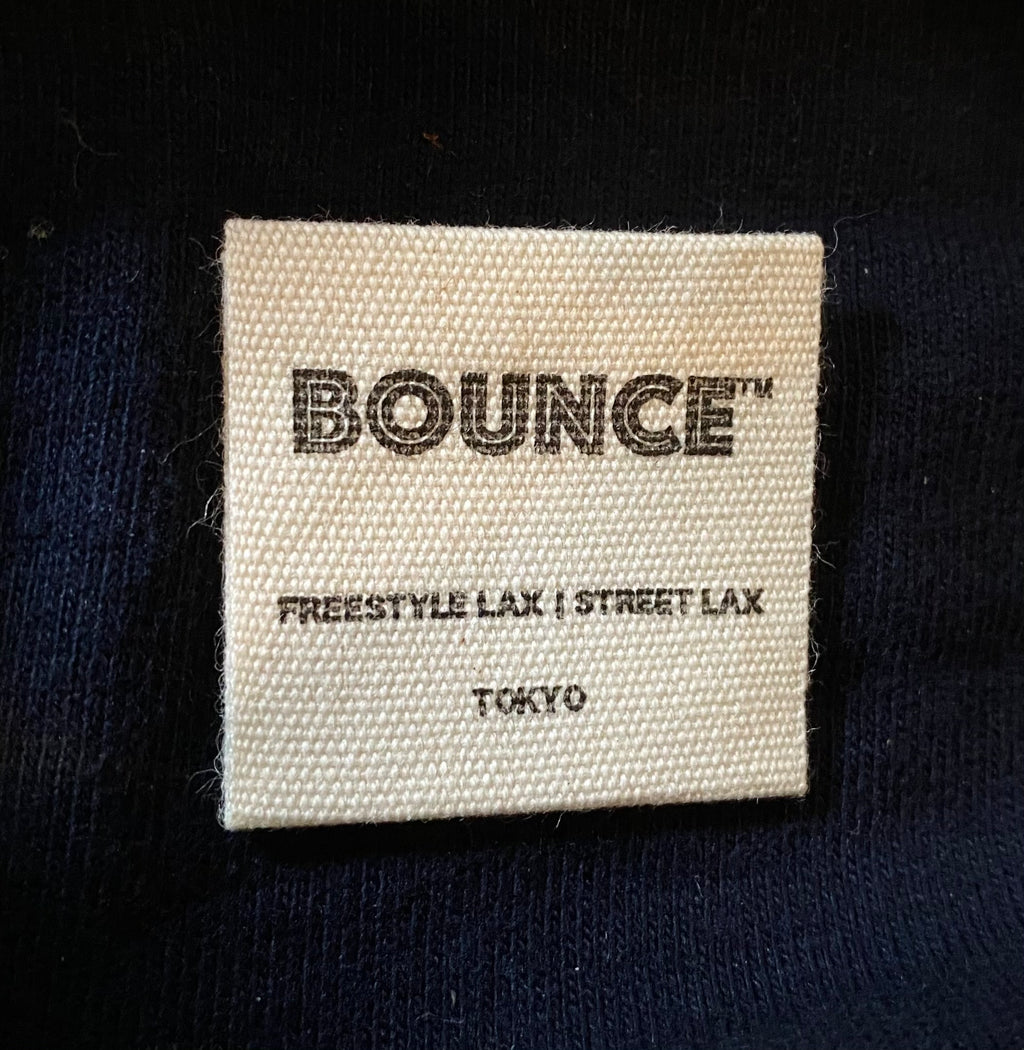 BOUNCE™
FREESTYLE LAX | STREET LAX
TOKYO